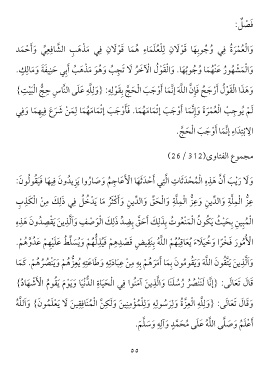 فَصْلٌ:
وَالْعُمْرَةُ فِي وُجُوبِهَا قَوْلَانِ لِلْعُلَمَاءِ هُمَا قَوْلَانِ فِي مَذْهَبِ الشَّافِعِيِّ وَأَحْمَد
وَالْمَشْهُورُ عَنْهُمَا وُجُوبُهَا. وَالْقَوْلُ الْآخَرُ لَا تَجِبُ وَهُوَ مَذْهَبُ أَبِي حَنِيفَةَ وَمَالِكٍ.
وَهَذَا الْقَوْلُ أَرْجَحُ فَإِنَّ اللَّهَ إنَّمَا أَوْجَبَ الْحَجَّ بِقَوْلِهِ: {وَلِلَّهِ عَلَى النَّاسِ حِجُّ الْبَيْتِ}
لَمْ يُوجِبْ الْعُمْرَةَ وَإِنَّمَا أَوْجَبَ إتْمَامَهُمَا. فَأَوْجَبَ إتْمَامَهُمَا لِمَنْ شَرَعَ فِيهِمَا وَفِي
الِابْتِدَاءِ إنَّمَا أَوْجَبَ الْحَجَّ.
مجموع الفتاوى(312 / 26)
وَلَا رَيْبَ أَنَّ هَذِهِ الْمُحْدَثَاتِ الَّتِي أَحْدَثَهَا الْأَعَاجِمُ وَصَارُوا يَزِيدُونَ فِيهَا فَيَقُولُونَ:
عِزُّ الْمِلَّةِ وَالدِّينِ وَعِزُّ الْمِلَّةِ وَالْحَقِّ وَالدِّينِ وَأَكْثَرُ مَا يَدْخُلُ فِي ذَلِكَ مِنْ الْكَذِبِ
الْمُبِينِ بِحَيْثُ يَكُونُ الْمَنْعُوتُ بِذَلِكَ أَحَقَّ بِضِدِّ ذَلِكَ الْوَصْفِ وَاَلَّذِينَ يَقْصِدُونَ هَذِهِ
الْأُمُورَ فَخْرًا وَخُيَلَاءَ يُعَاقِبُهُمْ اللَّهُ بِنَقِيضِ قَصْدِهِمْ فَيُذِلُّهُمْ وَيُسَلِّطُ عَلَيْهِمْ عَدُوَّهُمْ.
وَاَلَّذِينَ يَتَّقُونَ اللَّهَ وَيَقُومُونَ بِمَا أَمَرَهُمْ بِهِ مِنْ عِبَادَتِهِ وَطَاعَتِهِ يُعِزُّهُمْ وَيَنْصُرُهُمْ. كَمَا
قَالَ تَعَالَى: {إنَّا لَنَنْصُرُ رُسُلَنَا وَالَّذِينَ آمَنُوا فِي الْحَيَاةِ الدُّنْيَا وَيَوْمَ يَقُومُ الْأَشْهَادُ}
وَقَالَ تَعَالَى: {وَلِلَّهِ الْعِزَّةُ وَلِرَسُولِهِ وَلِلْمُؤْمِنِينَ وَلَكِنَّ الْمُنَافِقِينَ لَا يَعْلَمُونَ} وَاَللَّهُ
أَعْلَمُ وَصَلَّى اللَّهُ عَلَى مُحَمَّدٍ وَآلِهِ وَسَلَّمَ.
٥٥